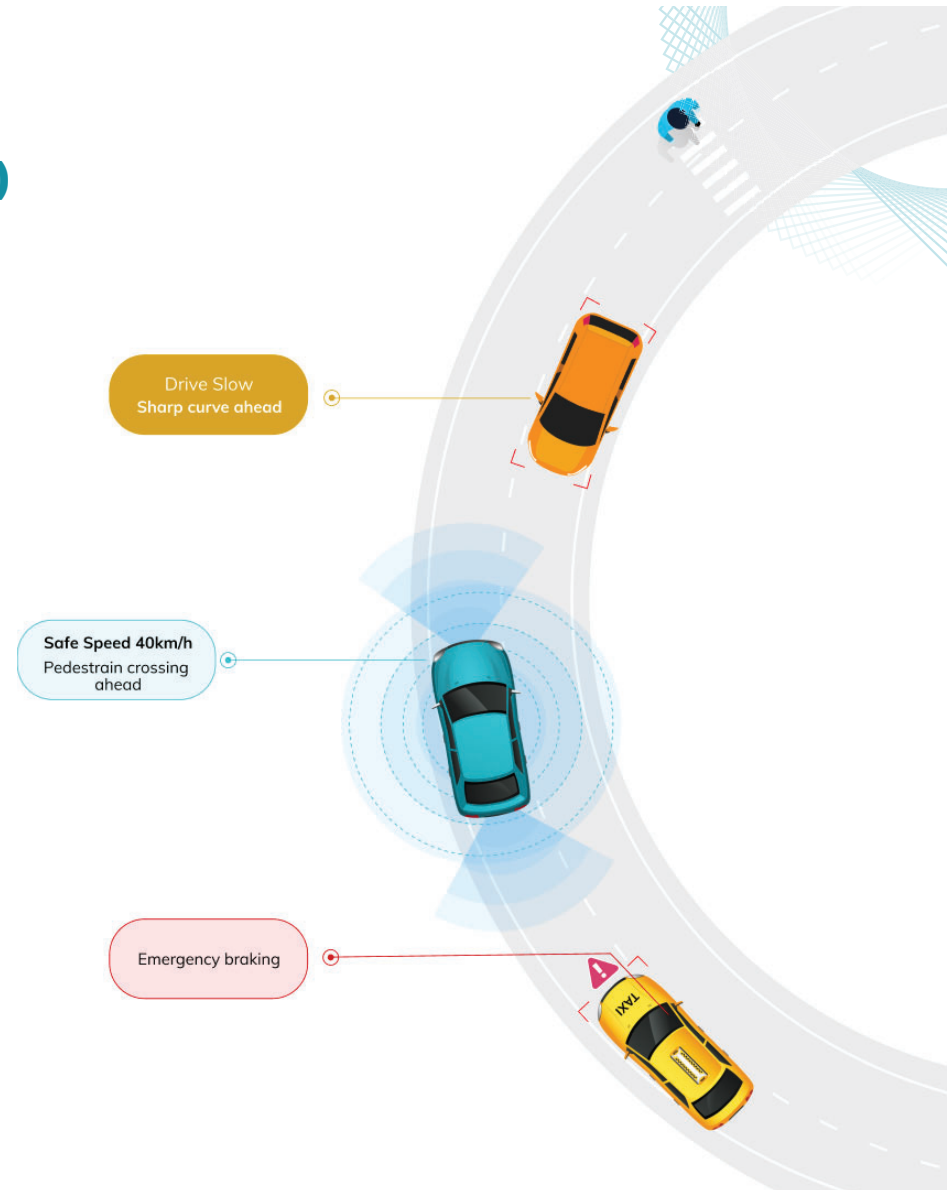 Drive Slow
Sharp curve ahead
Safe Speed 40km/h
Pedestrain crossing
ahead
Emergency braking
TAXI